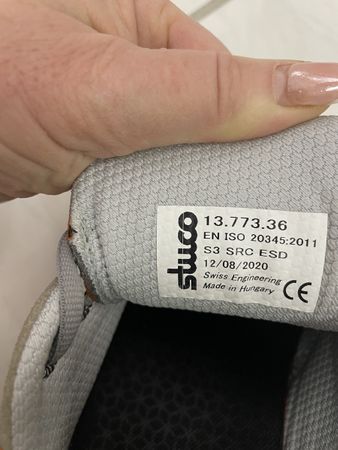 stuco
13.773.36
EN ISO 20345:2011
S3 SRC ESD
12/08/2020
Swiss Engineering
Made in Hungary
CE